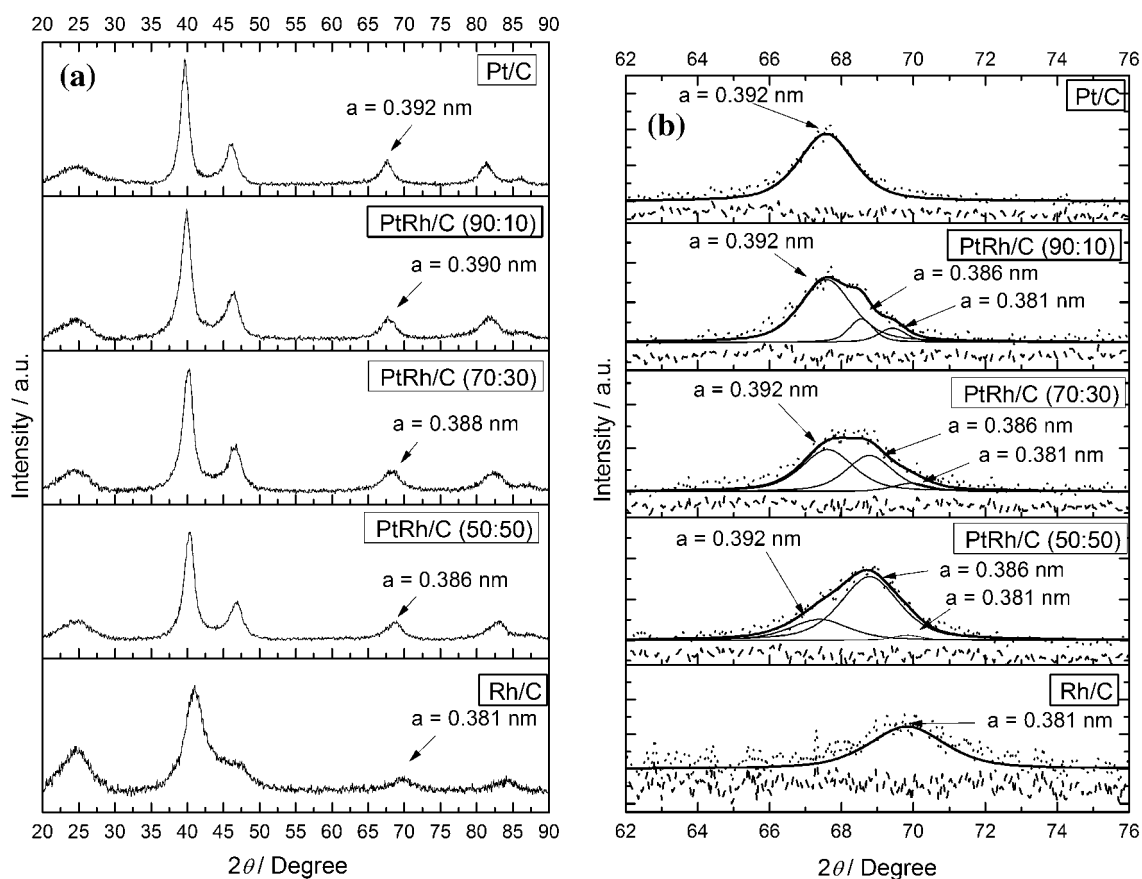 20 25 30 35 40 45 50 55 60 65 70 75 80 85 90
(a)
Pt/C
a = 0.392 nm
PtRh/C (90:10)
a = 0.390 nm
PtRh/C (70:30)
a = 0.388 nm
PtRh/C (50:50)
a = 0.386 nm
Rh/C
a = 0.381 nm
Intensity / a.u.
20 25 30 35 40 45 50 55 60 65 70 75 80 85 90
2θ / Degree
62 64 66 68 70 72 74 76
(b)
Pt/C
a = 0.392 nm
PtRh/C (90:10)
a = 0.392 nm
a = 0.386 nm
a = 0.381 nm
PtRh/C (70:30)
a = 0.392 nm
a = 0.386 nm
a = 0.381 nm
PtRh/C (50:50)
a = 0.392 nm
a = 0.386 nm
a = 0.381 nm
Rh/C
a = 0.381 nm
Intensity / a.u.
62 64 66 68 70 72 74 76
2θ / Degree